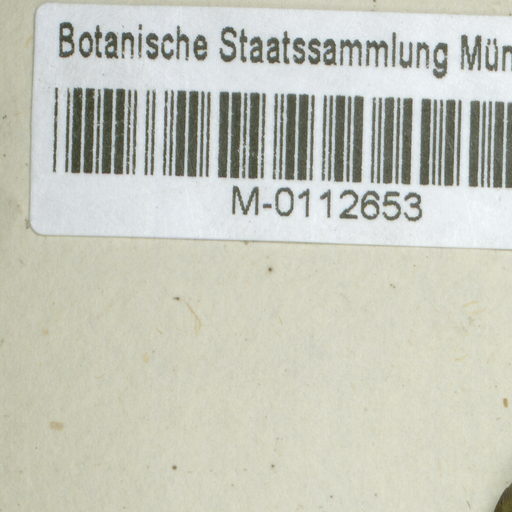 Botanische Staatssammlung Mün
M-0112653